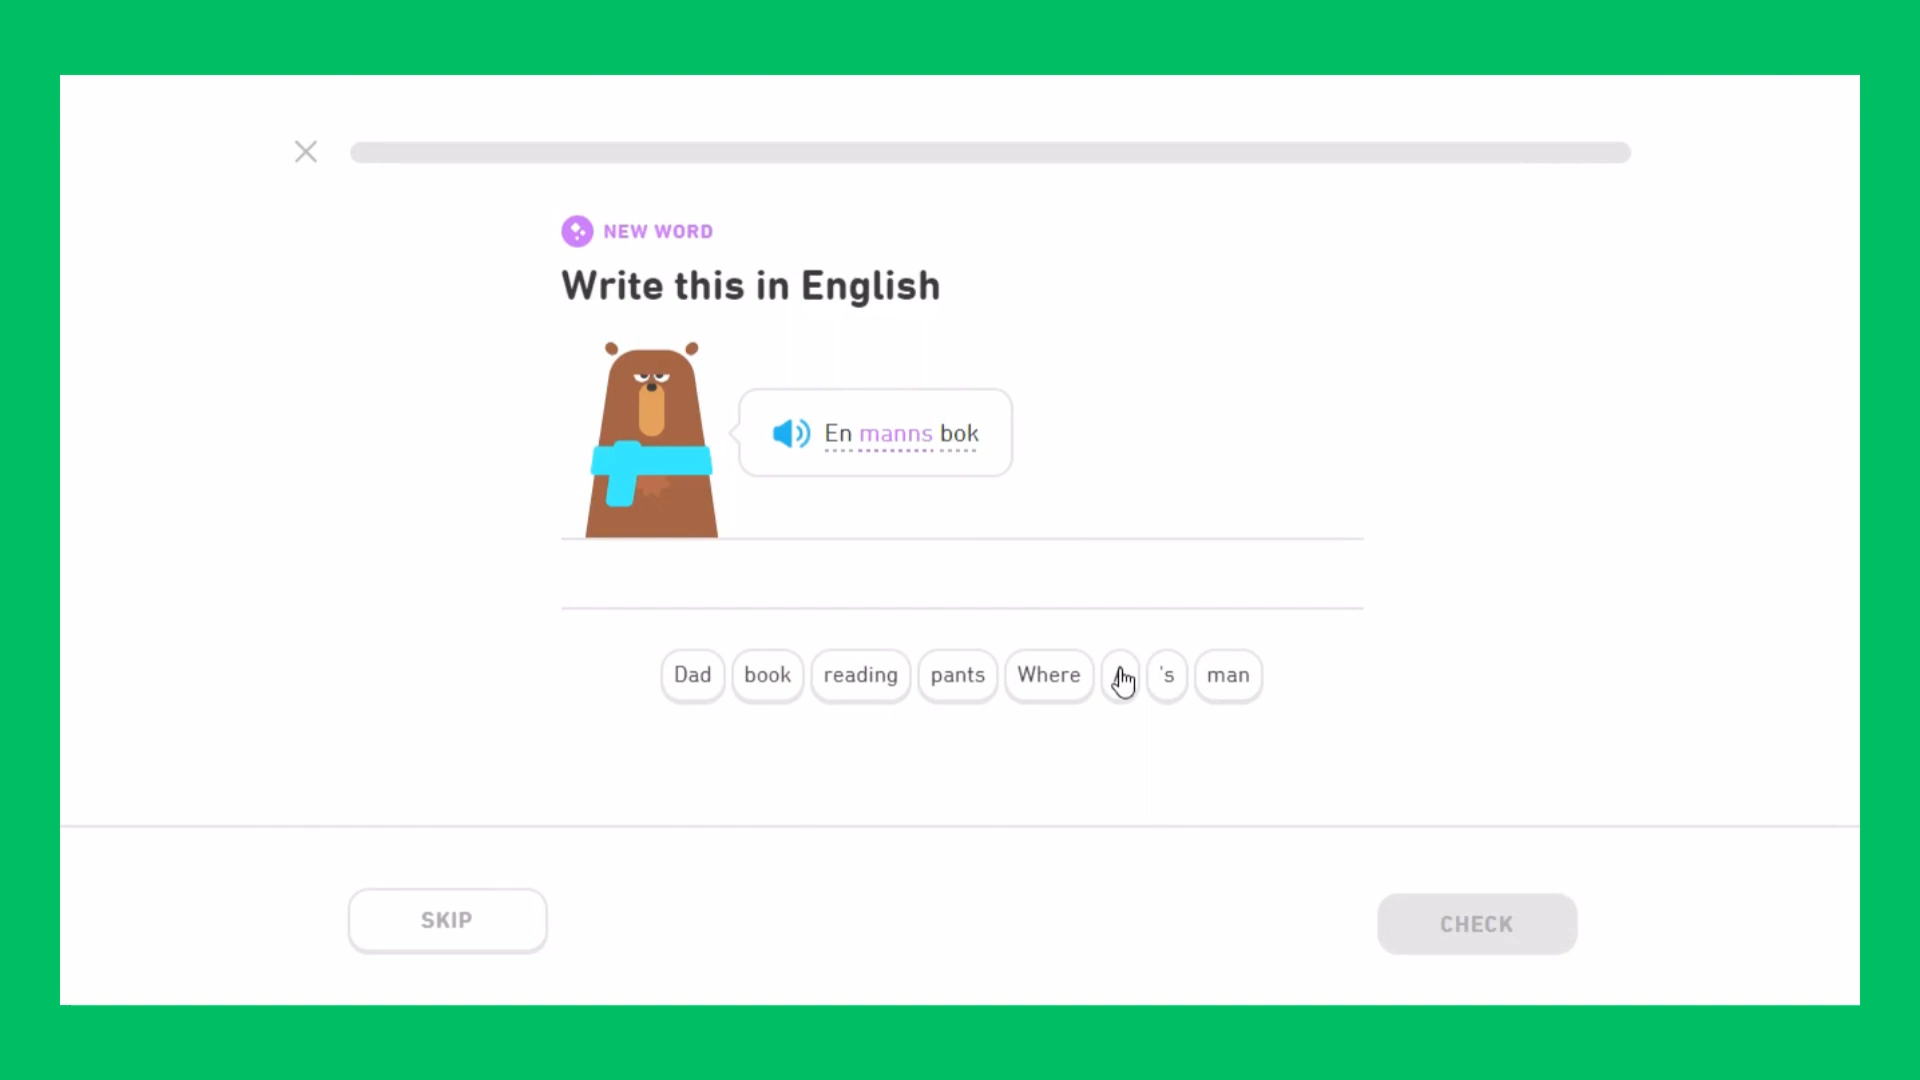 NEW WORD
Write this in English
En manns bok
Dad book reading pants Where 's man
SKIP
CHECK